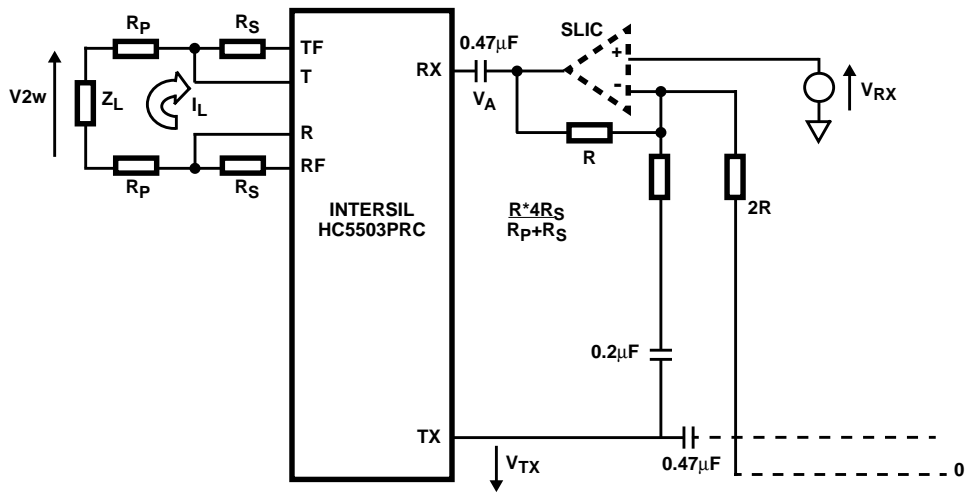 RP
RS
TF
T
V2w
ZL
IL
R
RF
RP
RS
INTERSIL
HC5503PRC
RX
TX
0.47μF
VA
SLIC
+
-
VRX
R
R*4RS
RP+RS
2R
0.2μF
VTX
0.47μF
0